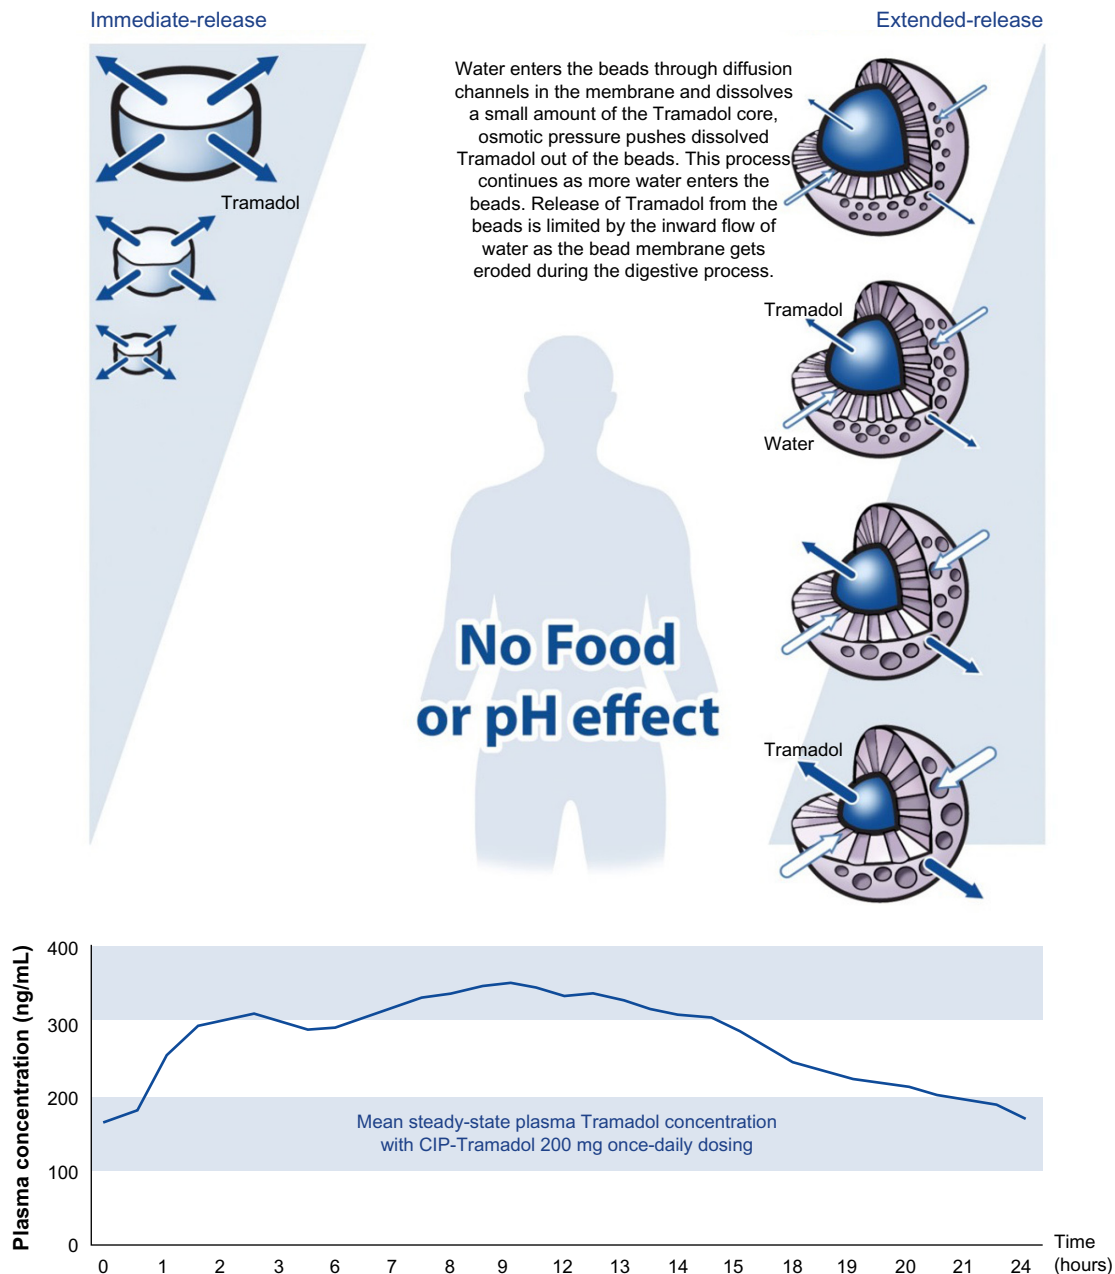 Immediate-release
Extended-release
Water enters the beads through diffusion
channels in the membrane and dissolves
a small amount of the Tramadol core,
osmotic pressure pushes dissolved
Tramadol out of the beads. This process
continues as more water enters the
beads. Release of Tramadol from the
beads is limited by the inward flow of
water as the bead membrane gets
eroded during the digestive process.
Tramadol
Tramadol
Water
No Food
or pH effect
Tramadol
Plasma concentration (ng/mL)
400
300
200
100
0
Mean steady-state plasma Tramadol concentration
with CIP-Tramadol 200 mg once-daily dosing
0 1 2 3 6 7 8 9 12 13 14 15 18 19 20 21 24
Time
(hours)